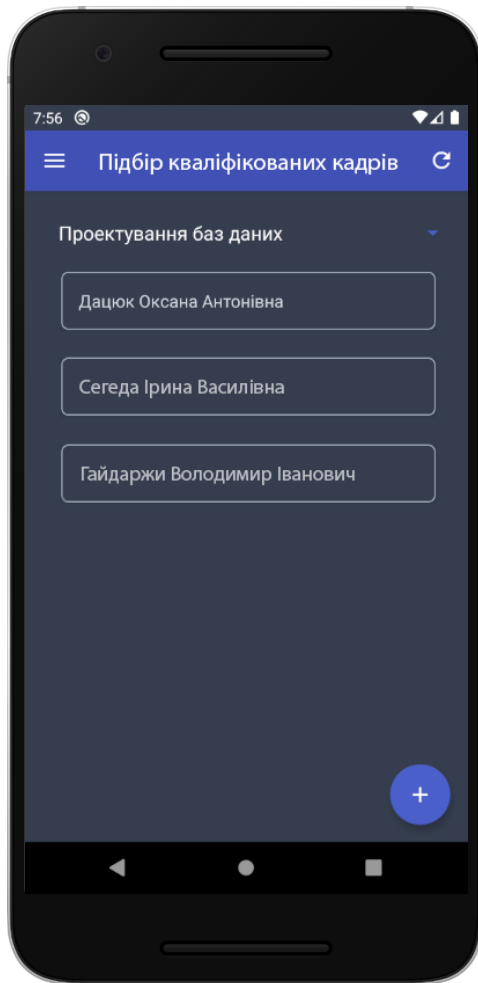 7:56
Підбір кваліфікованих кадрів
Проектування баз даних
Дацюк Оксана Антонівна
Сегеда Ірина Василівна
Гайдаржи Володимир Іванович
+